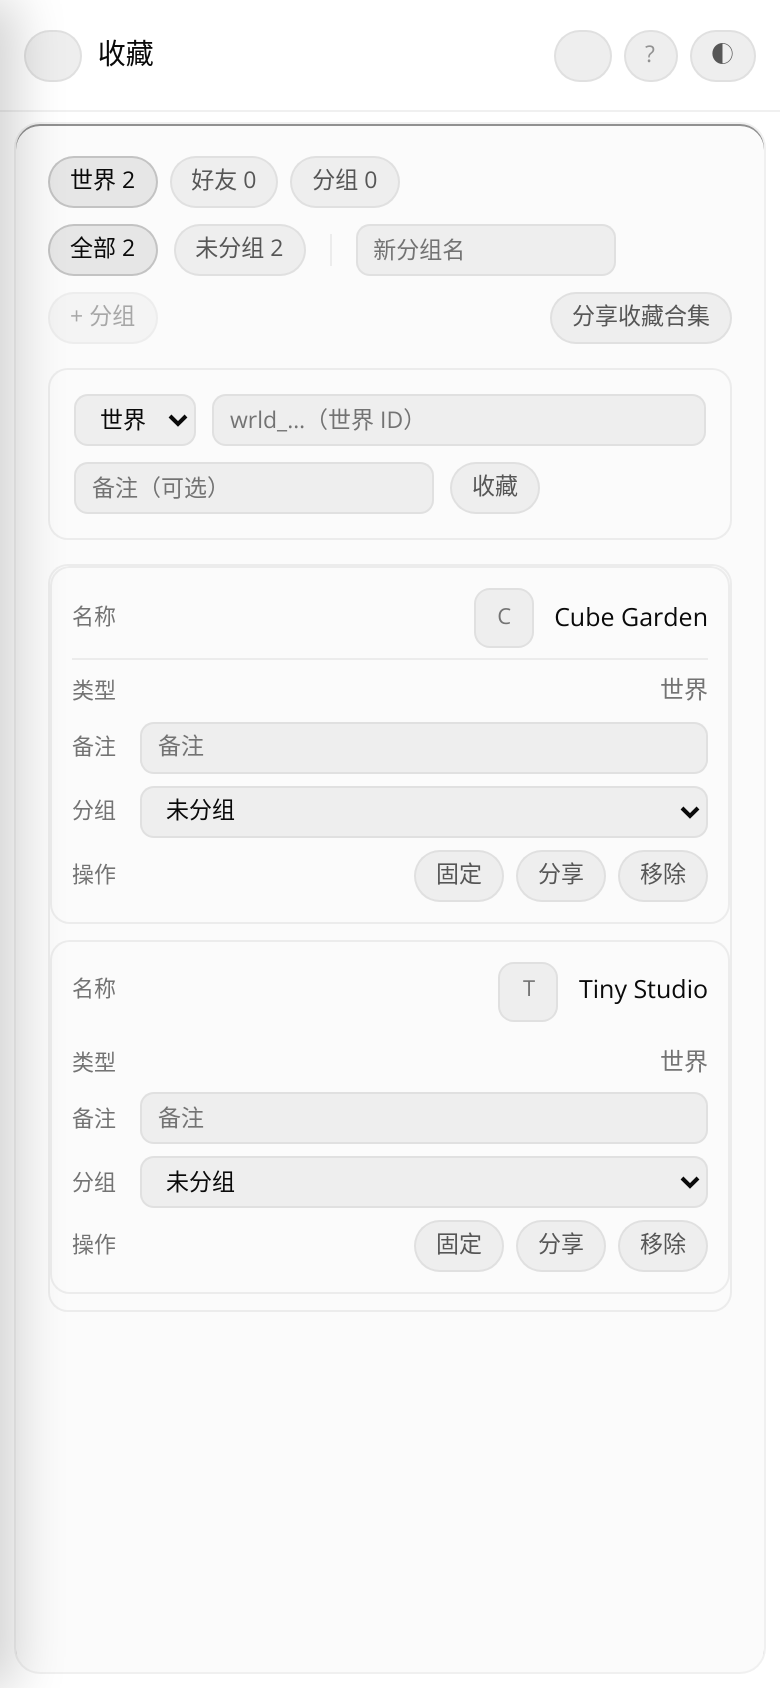 收藏
?
世界 2 好友 0 分组 0
全部 2 未分组 2 新分组名
+ 分组 分享收藏合集
世界 wrld_...（世界 ID）
备注（可选） 收藏
名称 C Cube Garden
类型 世界
备注 备注
分组 未分组
操作 固定 分享 移除
名称 T Tiny Studio
类型 世界
备注 备注
分组 未分组
操作 固定 分享 移除